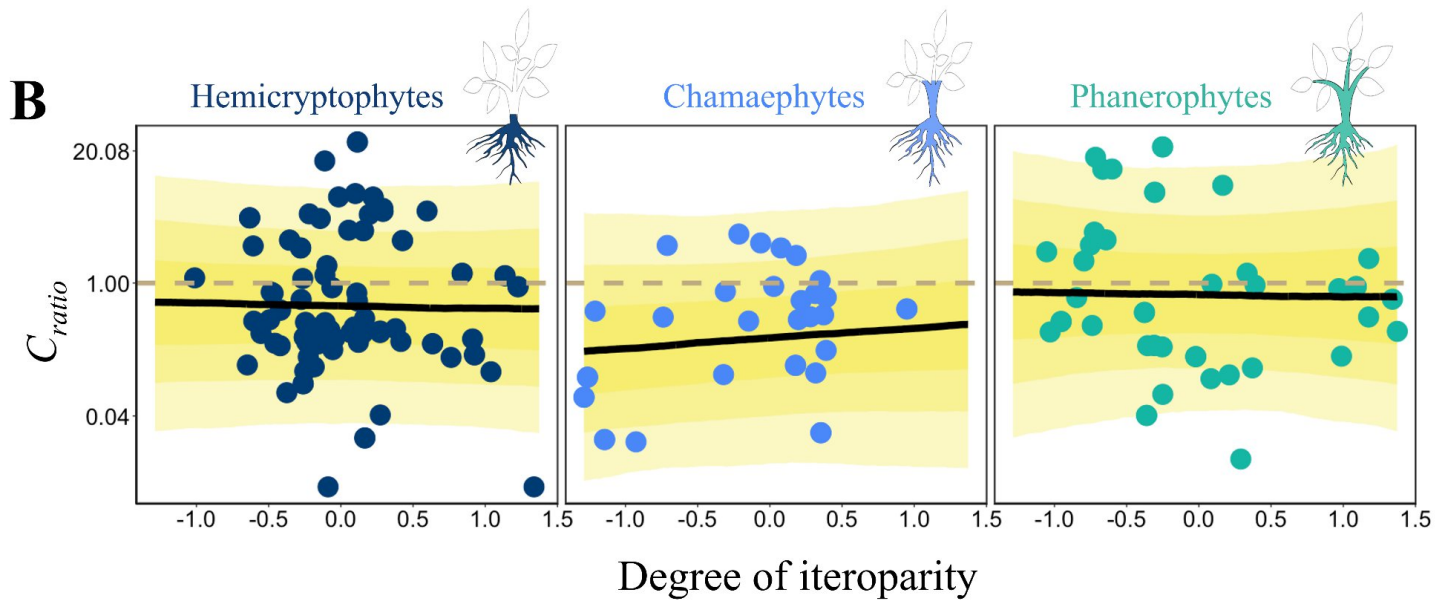 B
Hemicryptophytes Chamaephytes Phanerophytes
20.08
1.00
0.04
C_ratio
-1.0 -0.5 0.0 0.5 1.0 1.5 -1.0 -0.5 0.0 0.5 1.0 1.5 -1.0 -0.5 0.0 0.5 1.0 1.5
Degree of iteroparity